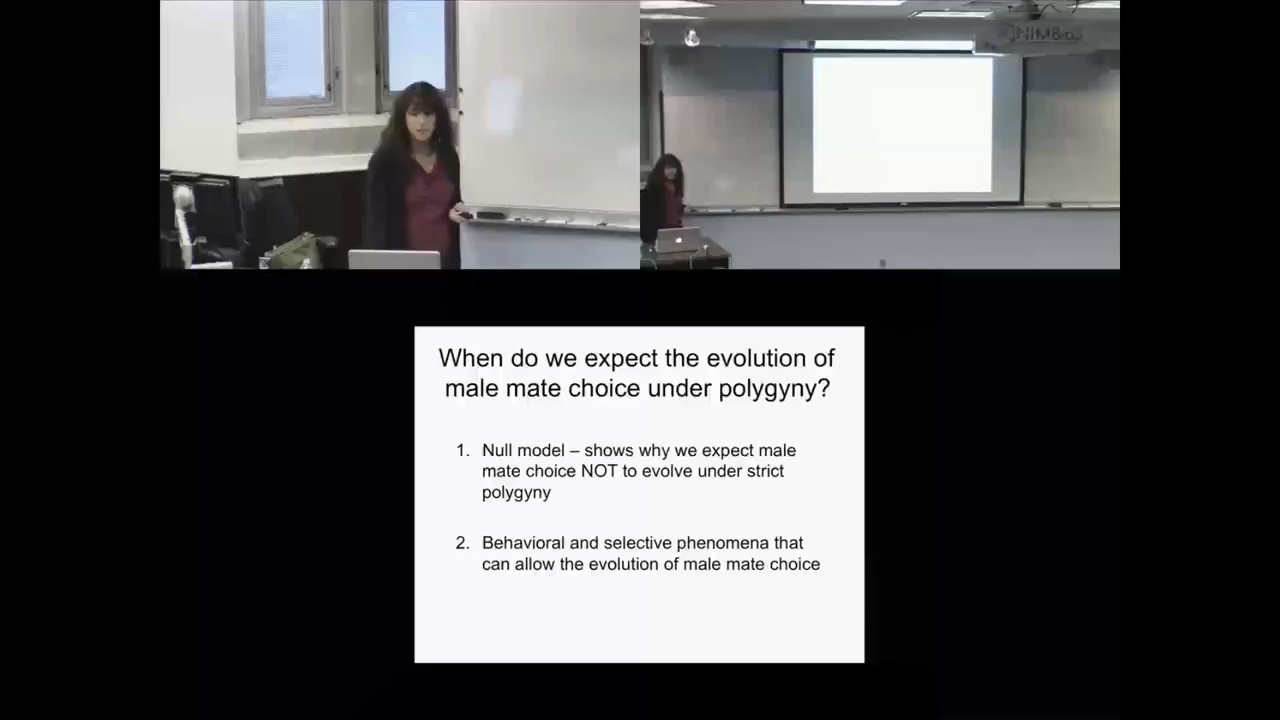 NIMBioS
When do we expect the evolution of
male mate choice under polygyny?
1. Null model – shows why we expect male
mate choice NOT to evolve under strict
polygyny
2. Behavioral and selective phenomena that
can allow the evolution of male mate choice